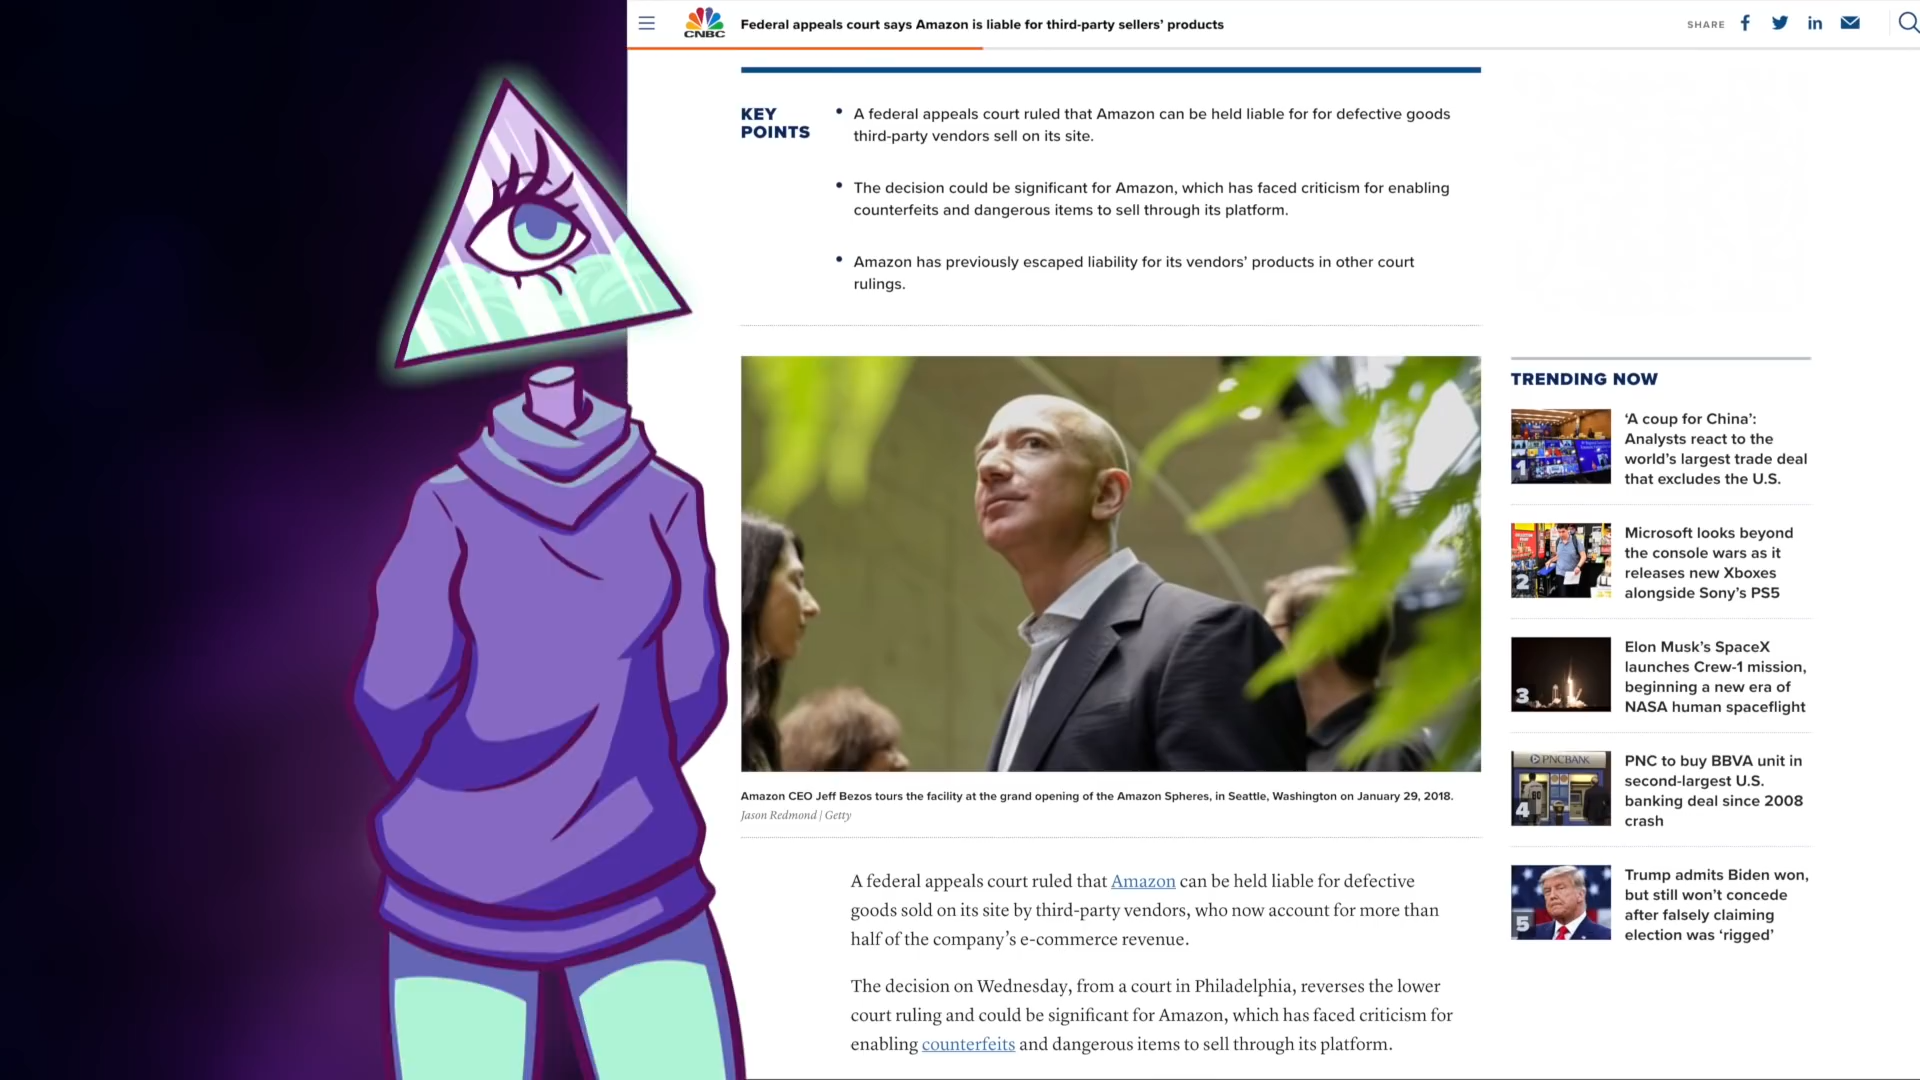 CNBC
Federal appeals court says Amazon is liable for third-party sellers’ products
SHARE
KEY
POINTS
• A federal appeals court ruled that Amazon can be held liable for for defective goods
third-party vendors sell on its site.
• The decision could be significant for Amazon, which has faced criticism for enabling
counterfeits and dangerous items to sell through its platform.
• Amazon has previously escaped liability for its vendors’ products in other court
rulings.
Amazon CEO Jeff Bezos tours the facility at the grand opening of the Amazon Spheres, in Seattle, Washington on January 29, 2018.
Jason Redmond | Getty
A federal appeals court ruled that Amazon can be held liable for defective
goods sold on its site by third-party vendors, who now account for more than
half of the company’s e-commerce revenue.
The decision on Wednesday, from a court in Philadelphia, reverses the lower
court ruling and could be significant for Amazon, which has faced criticism for
enabling counterfeits and dangerous items to sell through its platform.
TRENDING NOW
1
‘A coup for China’:
Analysts react to the
world’s largest trade deal
that excludes the U.S.
2
Microsoft looks beyond
the console wars as it
releases new Xboxes
alongside Sony’s PS5
3
Elon Musk’s SpaceX
launches Crew-1 mission,
beginning a new era of
NASA human spaceflight
PNCBANK
4
PNC to buy BBVA unit in
second-largest U.S.
banking deal since 2008
crash
5
Trump admits Biden won,
but still won’t concede
after falsely claiming
election was ‘rigged’